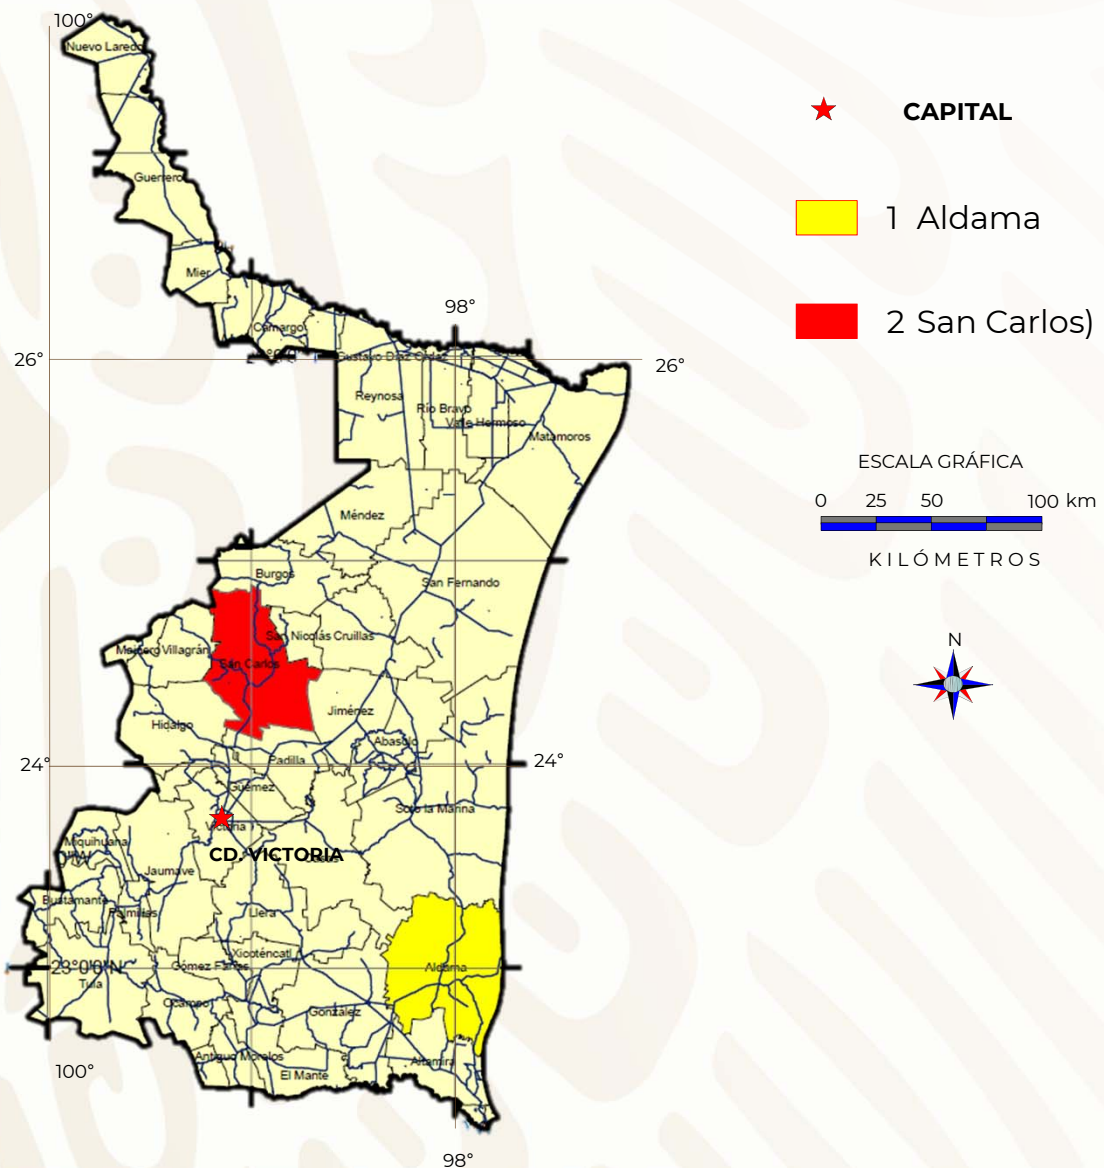 100°
Nuevo Laredo
CAPITAL
Guerrero
1 Aldama
Mier
98°
2 San Carlos)
Camargo
26°
Gustavo Díaz Ordaz
26°
Reynosa
Río Bravo
Valle Hermoso
Matamoros
ESCALA GRÁFICA
0 25 50 100 km
Méndez
KILÓMETROS
Burgos
San Fernando
San Nicolás Cruillas
N
Mainero
Villagrán
San Carlos
Hidalgo
Jiménez
Abasolo
24°
Padilla
24°
Güémez
Soto la Marina
Victoria
Miquihuana
CD. VICTORIA
Jaumave
Bustamante
Palmillas
Llera
Xicoténcatl
23°0'0"N
Gómez Farías
Aldama
Tula
Ocampo
González
Antiguo Morelos
Altamira
100°
El Mante
98°